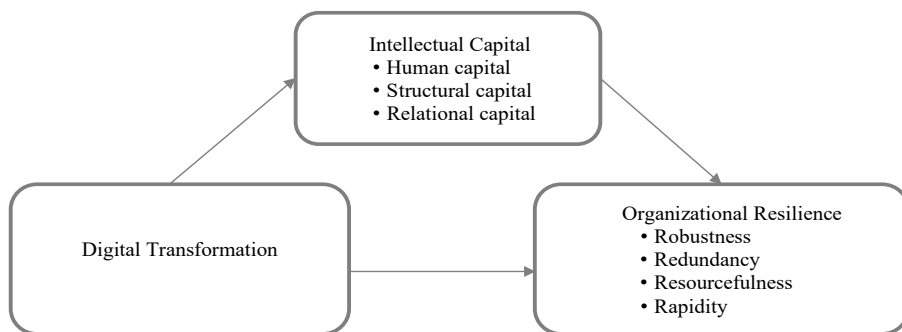 Intellectual Capital
• Human capital
• Structural capital
• Relational capital
Digital Transformation
Organizational Resilience
• Robustness
• Redundancy
• Resourcefulness
• Rapidity